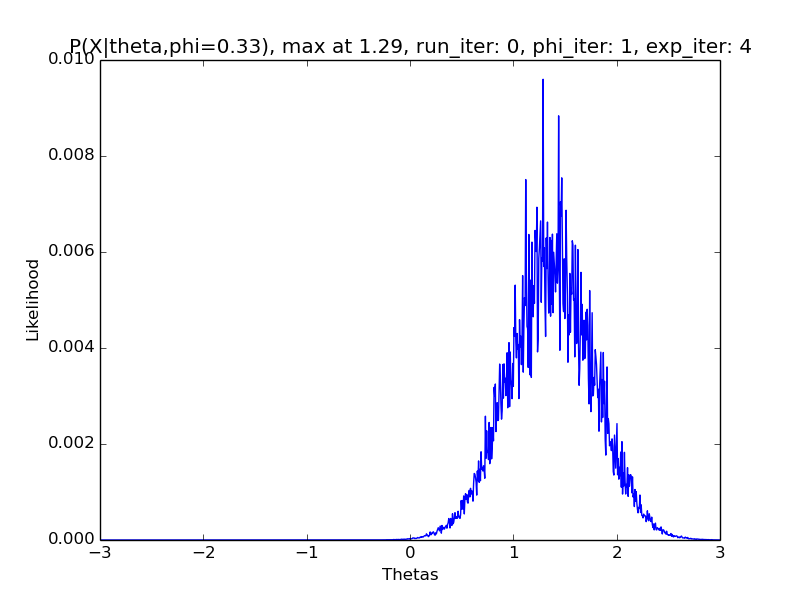 P(X|theta,phi=0.33), max at 1.29, run_iter: 0, phi_iter: 1, exp_iter: 4
0.010
0.008
0.006
0.004
0.002
0.000
Likelihood
−3 −2 −1 0 1 2 3
Thetas